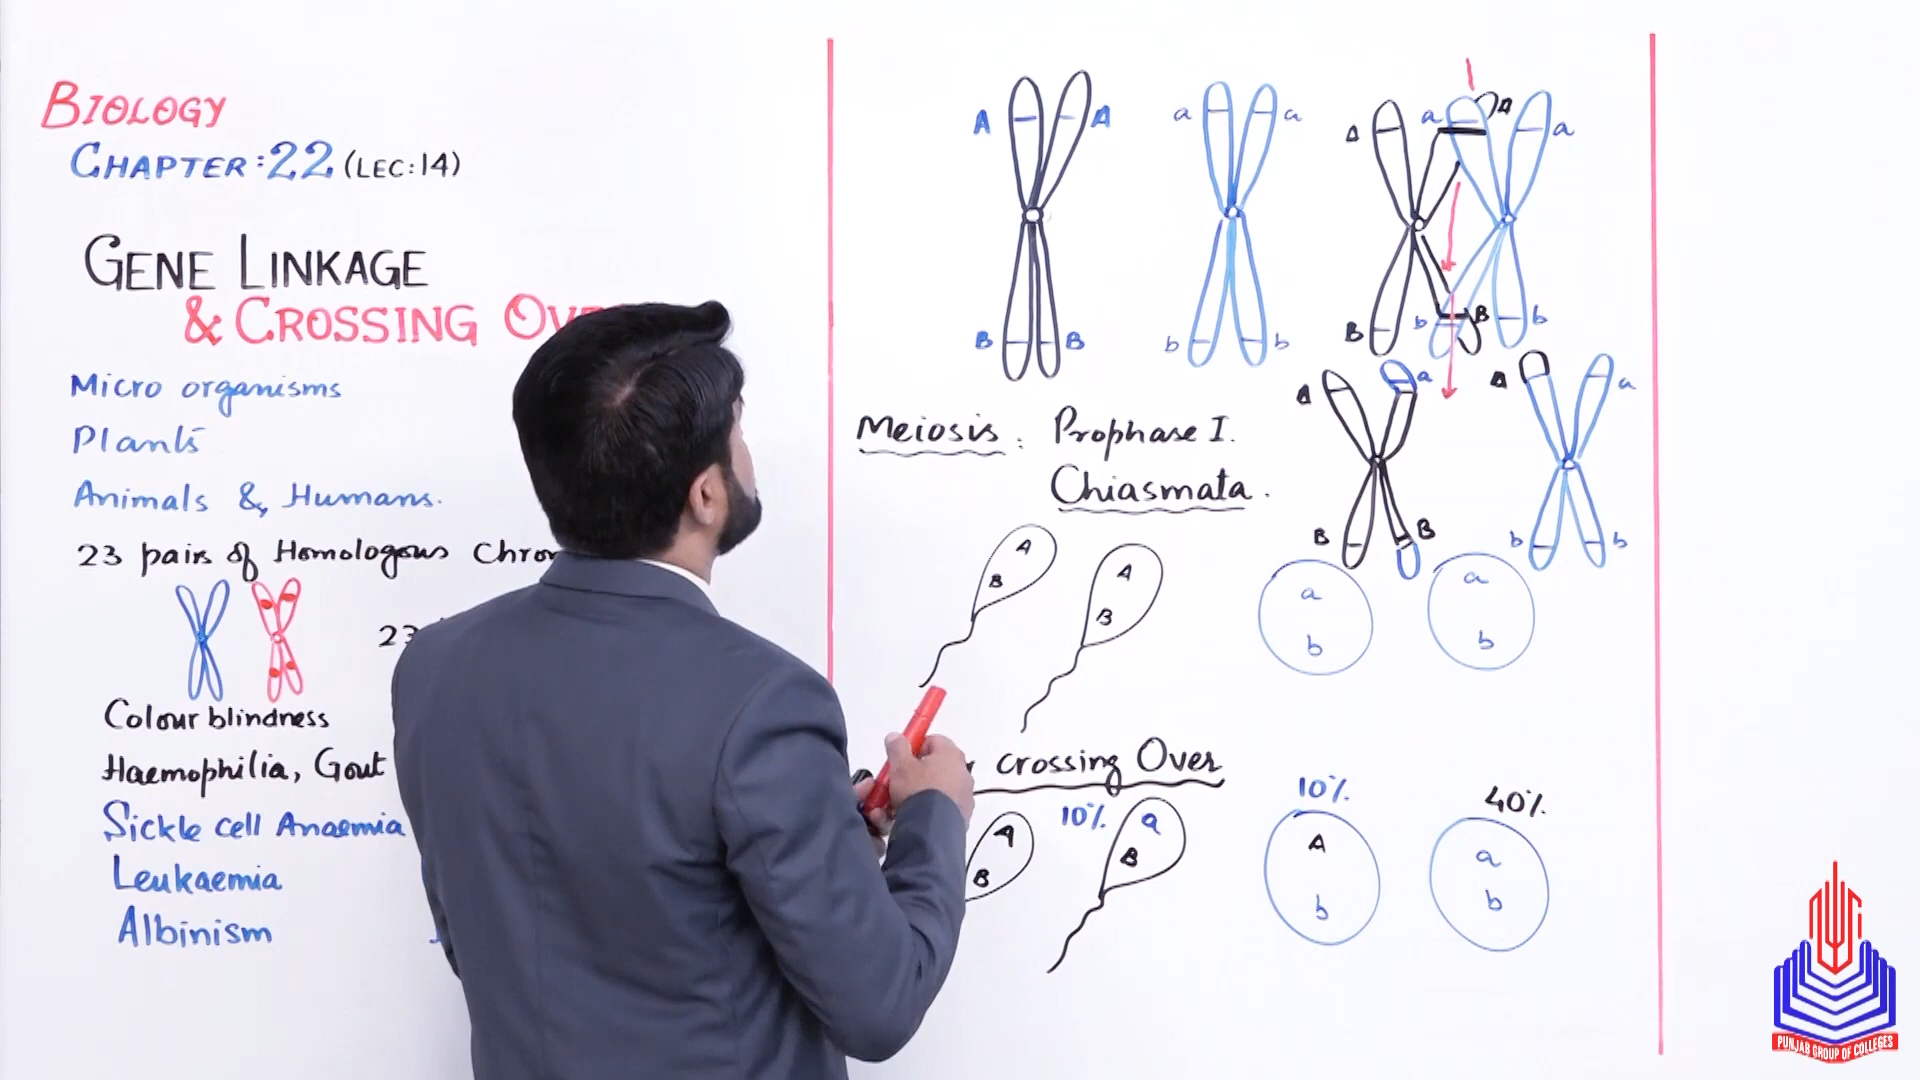 BIOLOGY
CHAPTER:22 (LEC:14)
GENE LINKAGE
& CROSSING
Micro organisms
Plants
Animals & Humans.
23 pairs of Homologous
23
Colour blindness
Haemophilia, Gout
Sickle cell Anaemia
Leukaemia
Albinism
A A a a A a A a
B B b b B b B b
Meiosis : Prophase I.
Chiasmata.
A a A a
B B b b
A B
A B
a b
a b
crossing Over
10% 10% 40%
A B
a B
A b
a b
PUNJAB GROUP OF COLLEGES